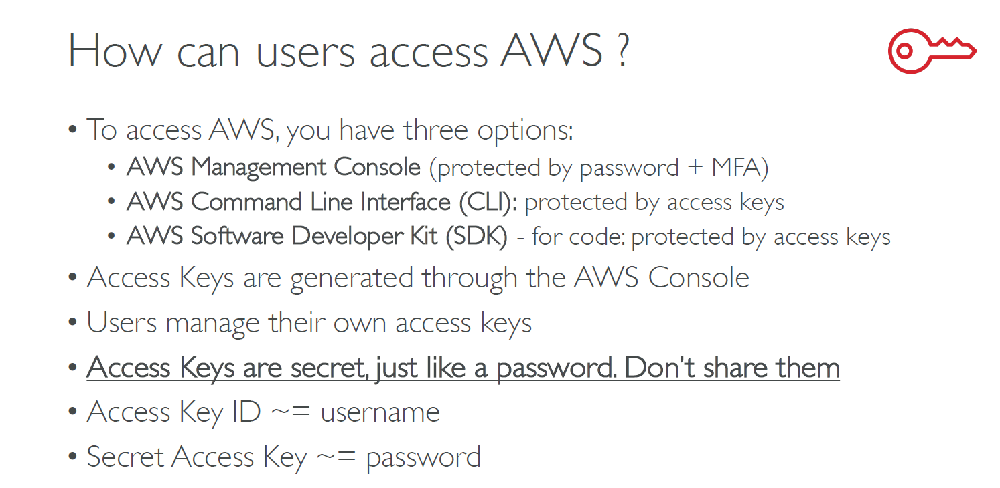 How can users access AWS ?
• To access AWS, you have three options:
• AWS Management Console (protected by password + MFA)
• AWS Command Line Interface (CLI): protected by access keys
• AWS Software Developer Kit (SDK) - for code: protected by access keys
• Access Keys are generated through the AWS Console
• Users manage their own access keys
• Access Keys are secret, just like a password. Don’t share them
• Access Key ID ~= username
• Secret Access Key ~= password